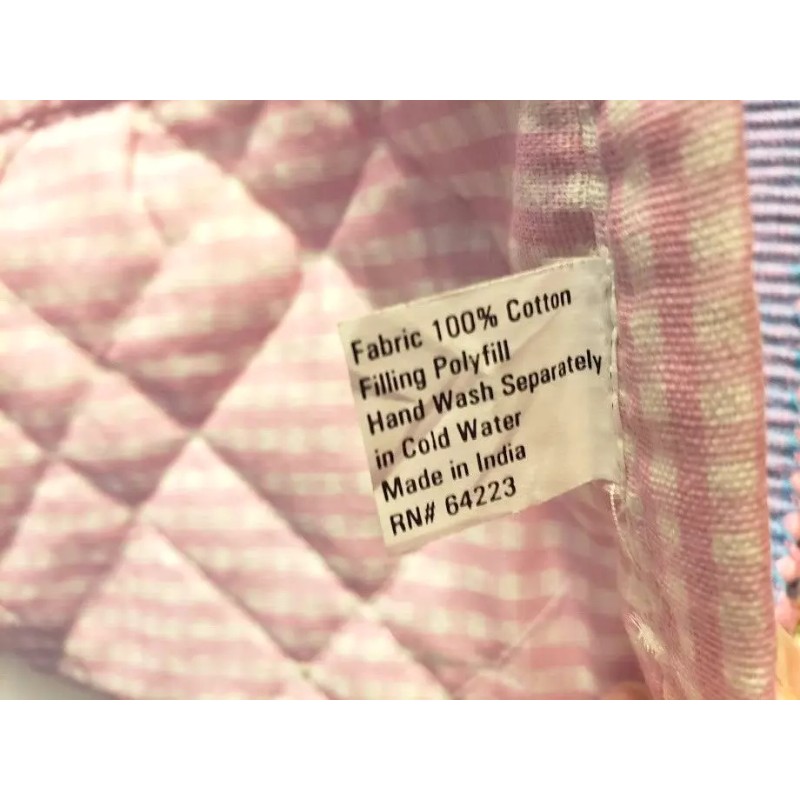 Fabric 100% Cotton
Filling Polyfill
Hand Wash Separately
in Cold Water
Made in India
RN# 64223